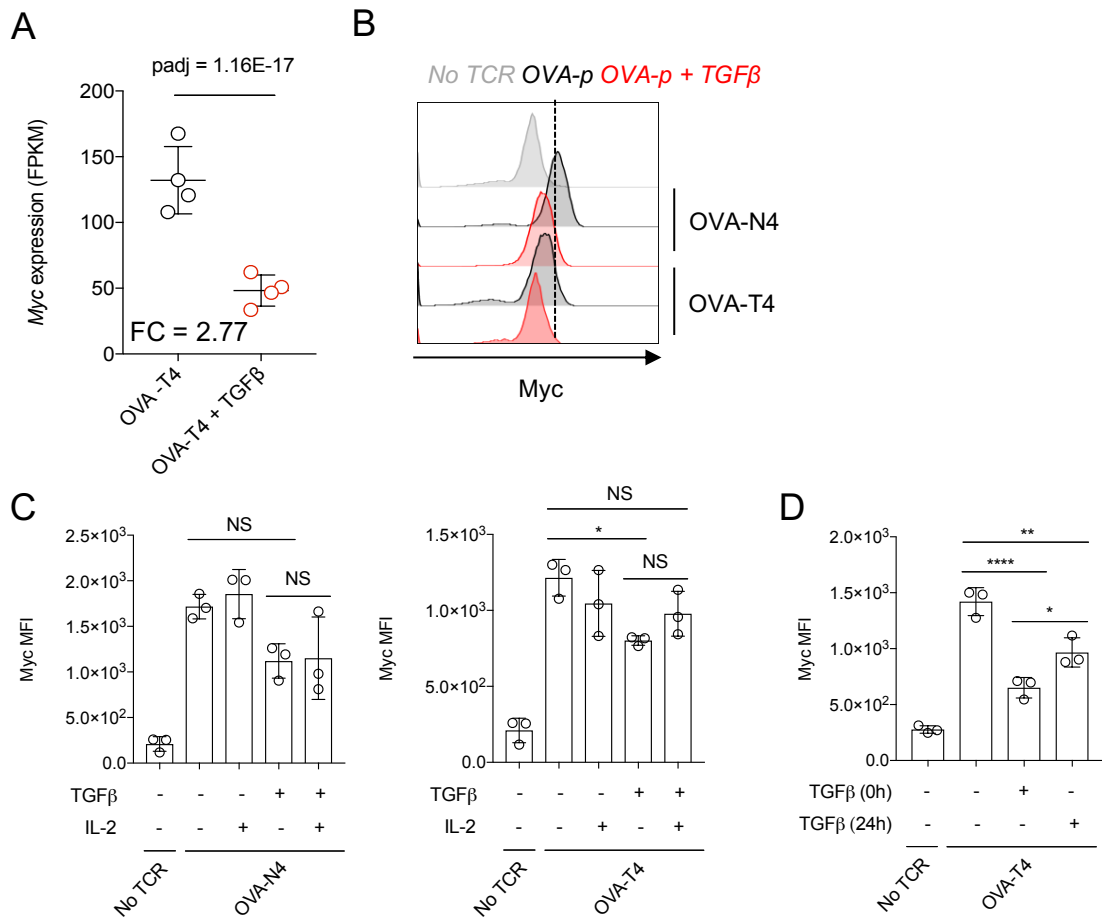 A
padj = 1.16E-17
Myc expression (FPKM)
200
150
100
50
0
FC = 2.77
OVA -T4
OVA-T4 + TGFβ
B
No TCR OVA-p OVA-p + TGFβ
OVA-N4
OVA-T4
Myc
C
Myc MFI
2.5×10³
2.0×10³
1.5×10³
1.0×10³
5.0×10²
0.0
NS
NS
TGFβ - - - + +
IL-2 - - + - +
No TCR
OVA-N4
Myc MFI
1.5×10³
1.0×10³
5.0×10²
0.0
NS
*
NS
- - - + +
- - + - +
No TCR
OVA-T4
D
Myc MFI
2.0×10³
1.5×10³
1.0×10³
5.0×10²
0.0
**
****
*
TGFβ (0h) - - + -
TGFβ (24h) - - - +
No TCR
OVA-T4